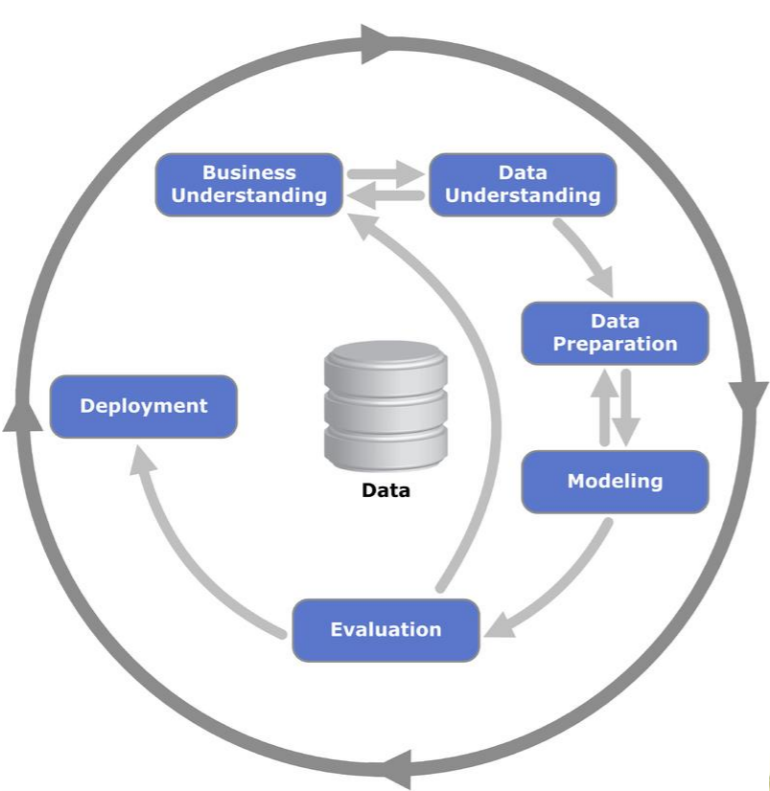 Business
Understanding
Data
Understanding
Data
Preparation
Deployment
Modeling
Data
Evaluation